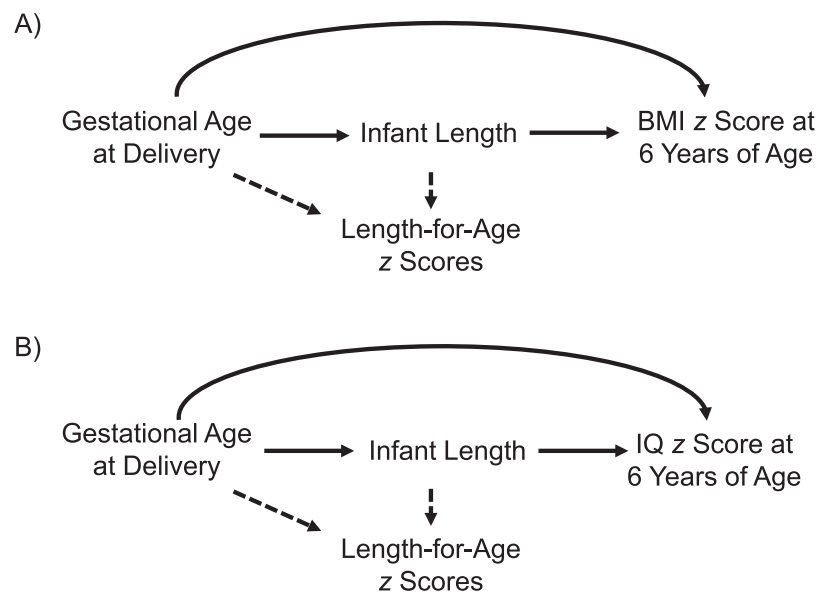 A)
Gestational Age
at Delivery
Infant Length
BMI z Score at
6 Years of Age
Length-for-Age
z Scores
B)
Gestational Age
at Delivery
Infant Length
IQ z Score at
6 Years of Age
Length-for-Age
z Scores